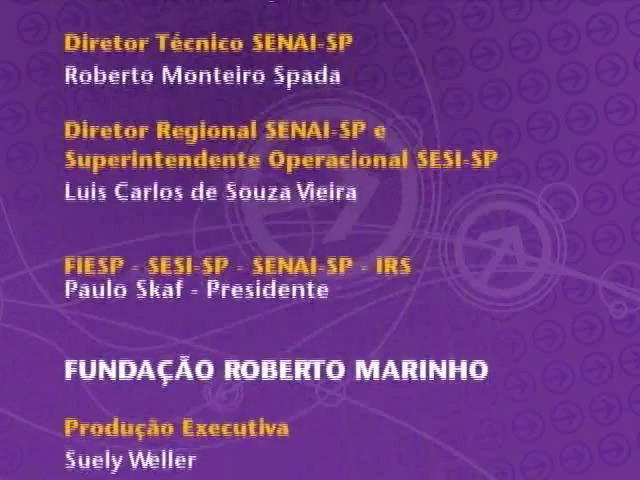 Diretor Técnico SENAI-SP
Roberto Monteiro Spada
Diretor Regional SENAI-SP e
Superintendente Operacional SESI-SP
Luis Carlos de Souza Vieira
FIESP - SESI-SP - SENAI-SP - IRS
Paulo Skaf - Presidente
FUNDAÇÃO ROBERTO MARINHO
Produção Executiva
Suely Weller